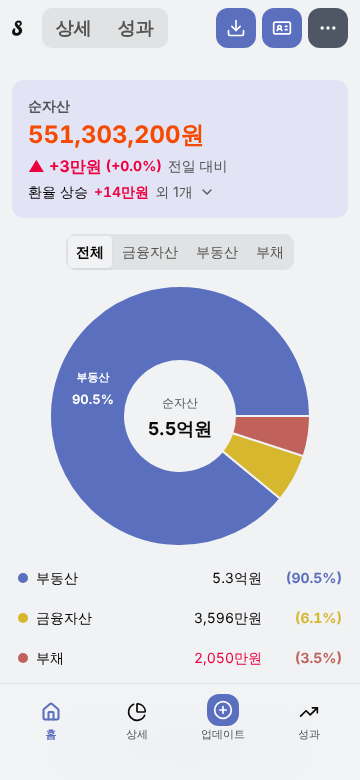 S 상세 성과
순자산
551,303,200원
▲ +3만원 (+0.0%) 전일 대비
환율 상승 +14만원 외 1개
전체 금융자산 부동산 부채
부동산
90.5%
순자산
5.5억원
부동산 5.3억원 (90.5%)
금융자산 3,596만원 (6.1%)
부채 2,050만원 (3.5%)
홈 상세 업데이트 성과